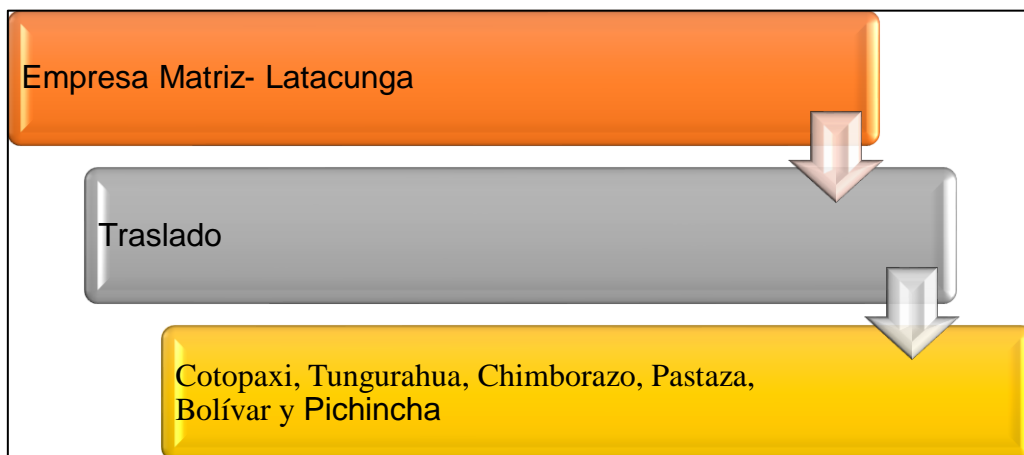 Empresa Matriz- Latacunga
Traslado
Cotopaxi, Tungurahua, Chimborazo, Pastaza,
Bolívar y Pichincha